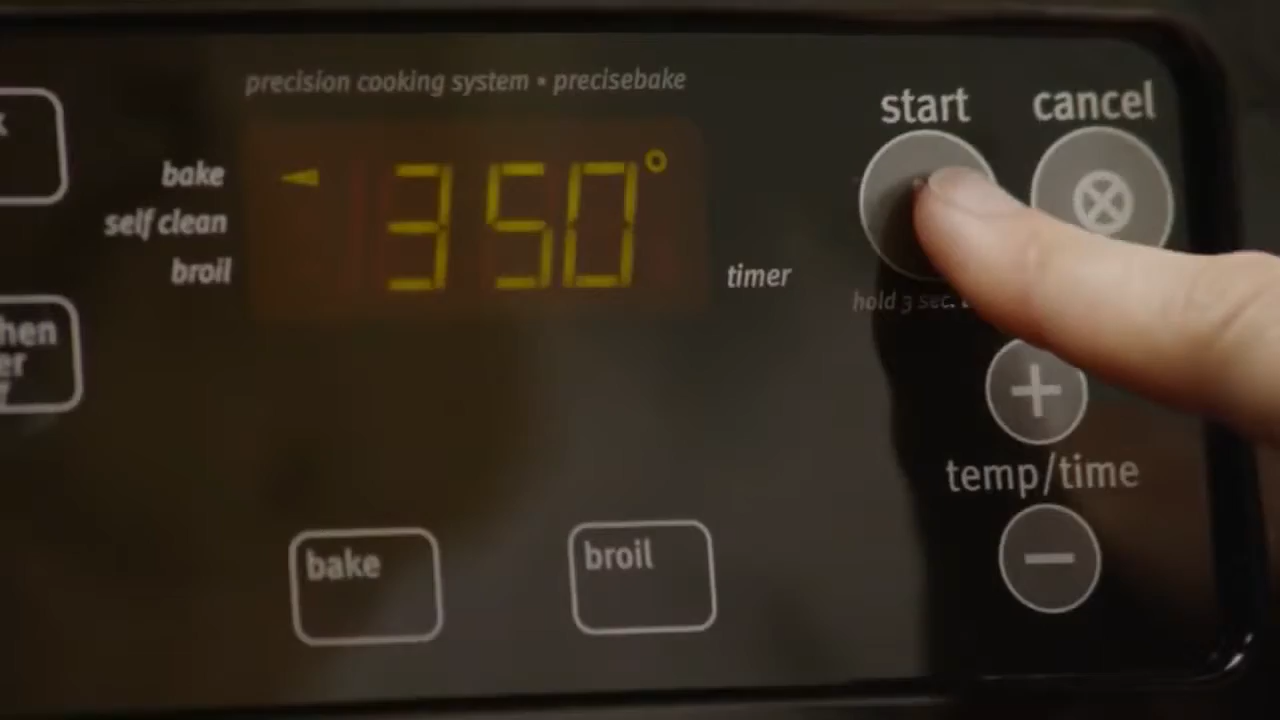 precision cooking system • precisebake
start
cancel
bake
350°
self clean
broil
timer
hold 3 sec.
temp/time
bake
broil